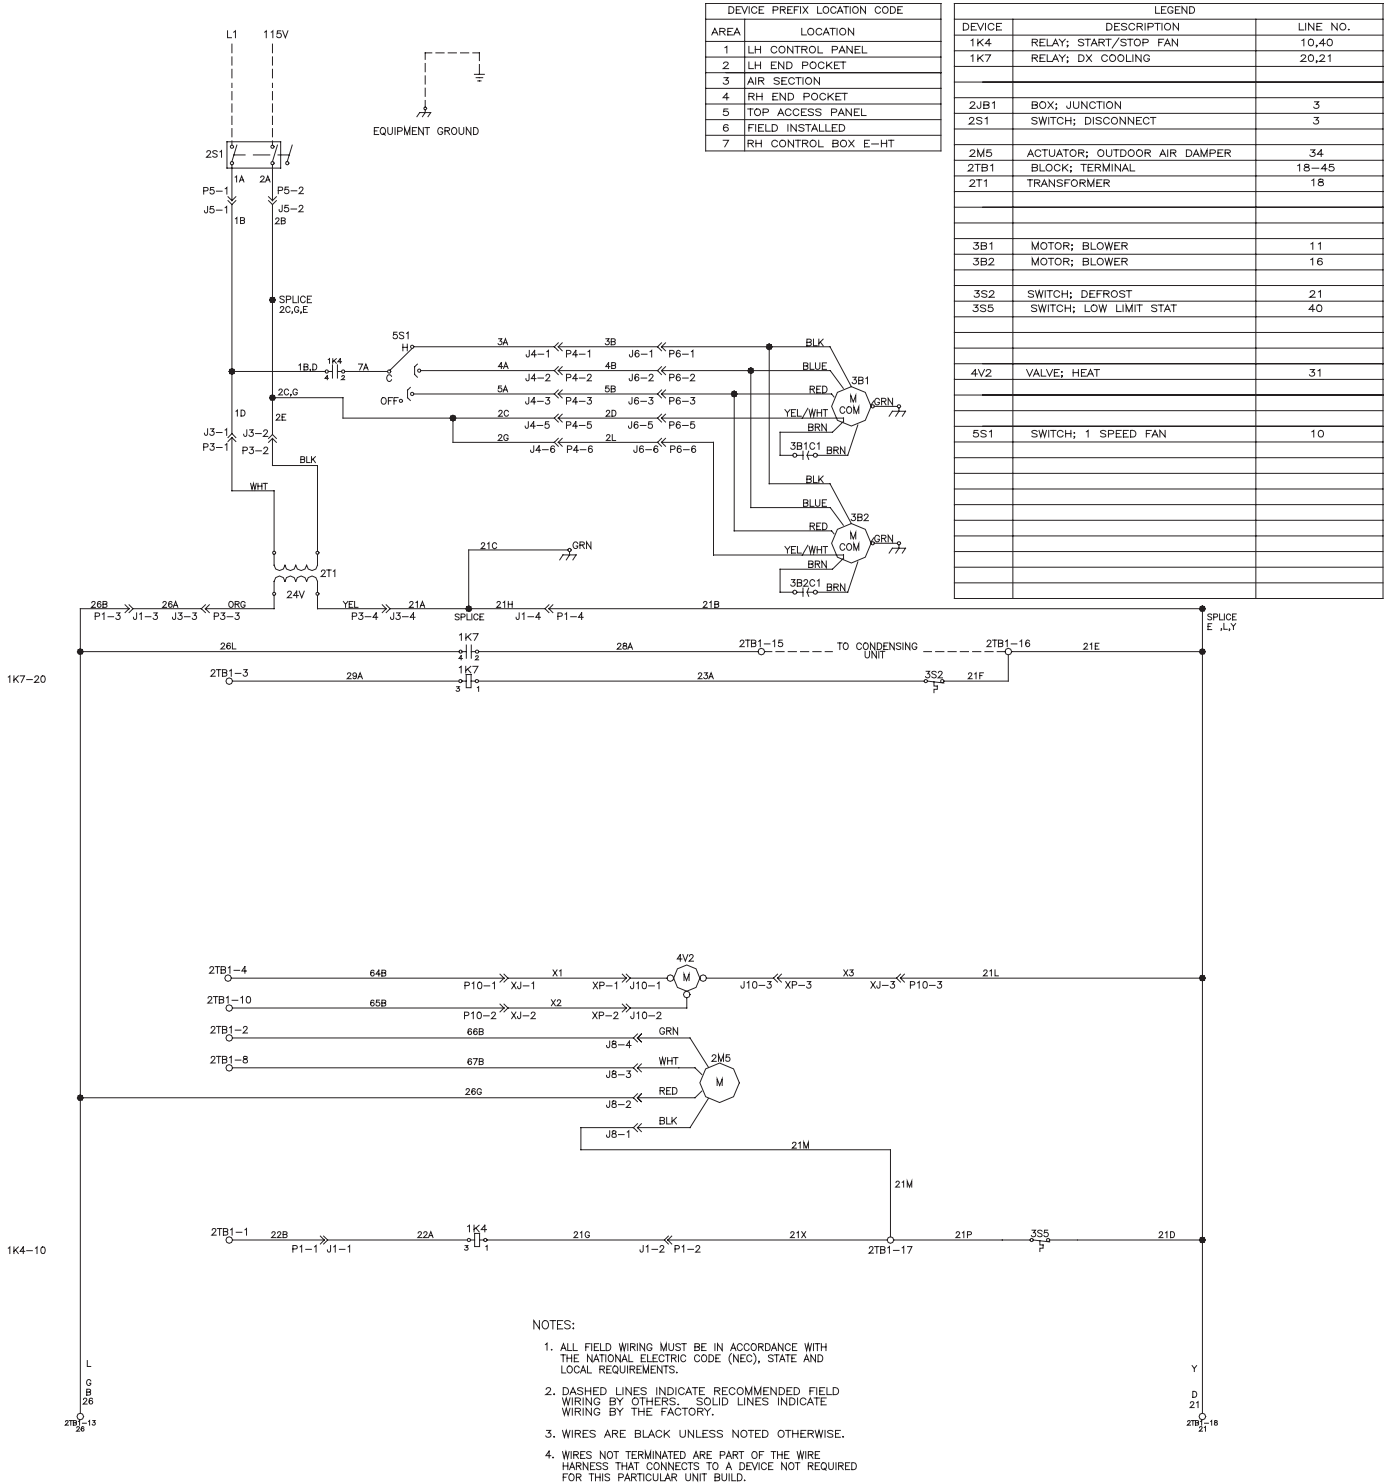 L1
115V
EQUIPMENT GROUND
2S1
1A
2A
P5-1
P5-2
J5-1
J5-2
1B
2B
SPLICE
2C,G,E
DEVICE PREFIX LOCATION CODE
AREA LOCATION
1 LH CONTROL PANEL
2 LH END POCKET
3 AIR SECTION
4 RH END POCKET
5 TOP ACCESS PANEL
6 FIELD INSTALLED
7 RH CONTROL BOX E-HT
LEGEND
DEVICE DESCRIPTION LINE NO.
1K4 RELAY; START/STOP FAN 10,40
1K7 RELAY; DX COOLING 20,21
2JB1 BOX; JUNCTION 3
2S1 SWITCH; DISCONNECT 3
2M5 ACTUATOR; OUTDOOR AIR DAMPER 34
2TB1 BLOCK; TERMINAL 18-45
2T1 TRANSFORMER 18
3B1 MOTOR; BLOWER 11
3B2 MOTOR; BLOWER 16
3S2 SWITCH; DEFROST 21
3S5 SWITCH; LOW LIMIT STAT 40
4V2 VALVE; HEAT 31
5S1 SWITCH; 1 SPEED FAN 10
5S1
H
1B,D
1K4
4 2
7A
C
OFF
3A J4-1 P4-1 3B J6-1 P6-1 BLK
4A J4-2 P4-2 4B J6-2 P6-2 BLUE
5A J4-3 P4-3 5B J6-3 P6-3 RED
2C J4-5 P4-5 2D J6-5 P6-5 YEL/WHT
2G J4-6 P4-6 2L J6-6 P6-6
3B1
M
COM
GRN
BRN
3B1C1
BRN
2C,G
1D
2E
J3-1
J3-2
P3-1
P3-2
BLK
WHT
BLK
BLUE
RED
YEL/WHT
3B2
M
COM
GRN
BRN
3B2C1
BRN
21C
GRN
2T1
24V
26B P1-3 J1-3 26A J3-3 P3-3 ORG
YEL P3-4 J3-4 21A SPLICE 21H J1-4 P1-4 21B
SPLICE
E ,L,Y
26L
1K7
4 2
28A
2TB1-15
TO CONDENSING
UNIT
2TB1-16
21E
1K7-20
2TB1-3
29A
1K7
3 1
23A
3S2
21F
2TB1-4 64B P10-1 XJ-1 X1 XP-1 J10-1
4V2
M
J10-3 XP-3 X3 XJ-3 P10-3 21L
2TB1-10 65B P10-2 XJ-2 X2 XP-2 J10-2
2TB1-2 66B J8-4 GRN
2TB1-8 67B J8-3 WHT
2M5
M
26G J8-2 RED
J8-1 BLK
21M
21M
1K4-10
2TB1-1 22B P1-1 J1-1 22A
1K4
3 1
21G J1-2 P1-2 21X
2TB1-17
21P
3S5
21D
L
G
B
26
2TB1-13
26
Y
D
21
2TB1-18
21
NOTES:
1. ALL FIELD WIRING MUST BE IN ACCORDANCE WITH
THE NATIONAL ELECTRIC CODE (NEC), STATE AND
LOCAL REQUIREMENTS.
2. DASHED LINES INDICATE RECOMMENDED FIELD
WIRING BY OTHERS. SOLID LINES INDICATE
WIRING BY THE FACTORY.
3. WIRES ARE BLACK UNLESS NOTED OTHERWISE.
4. WIRES NOT TERMINATED ARE PART OF THE WIRE
HARNESS THAT CONNECTS TO A DEVICE NOT REQUIRED
FOR THIS PARTICULAR UNIT BUILD.